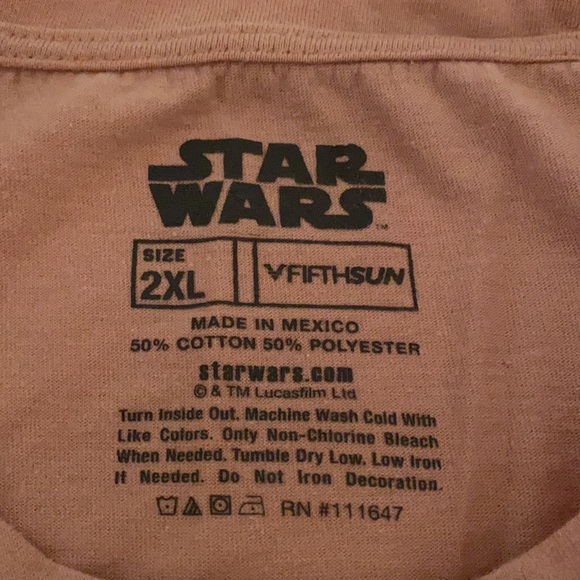 STAR
WARS™
SIZE
2XL
FIFTHSUN
MADE IN MEXICO
50% COTTON 50% POLYESTER
starwars.com
© & TM Lucasfilm Ltd
Turn Inside Out. Machine Wash Cold With
Like Colors. Only Non-Chlorine Bleach
When Needed. Tumble Dry Low. Low Iron
If Needed. Do Not Iron Decoration.
RN #111647